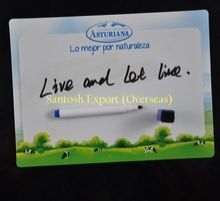 ASTURIANA
Lo mejor por naturaleza
Live and Let live.
Santosh Export (Overseas)